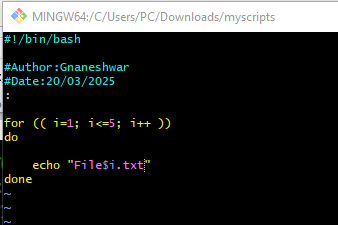 MINGW64:/C/Users/PC/Downloads/myscripts
#!/bin/bash
#Author:Gnaneshwar
#Date:20/03/2025
:
for (( i=1; i<=5; i++ ))
do
echo "File$i.txt"
done
~
~
~